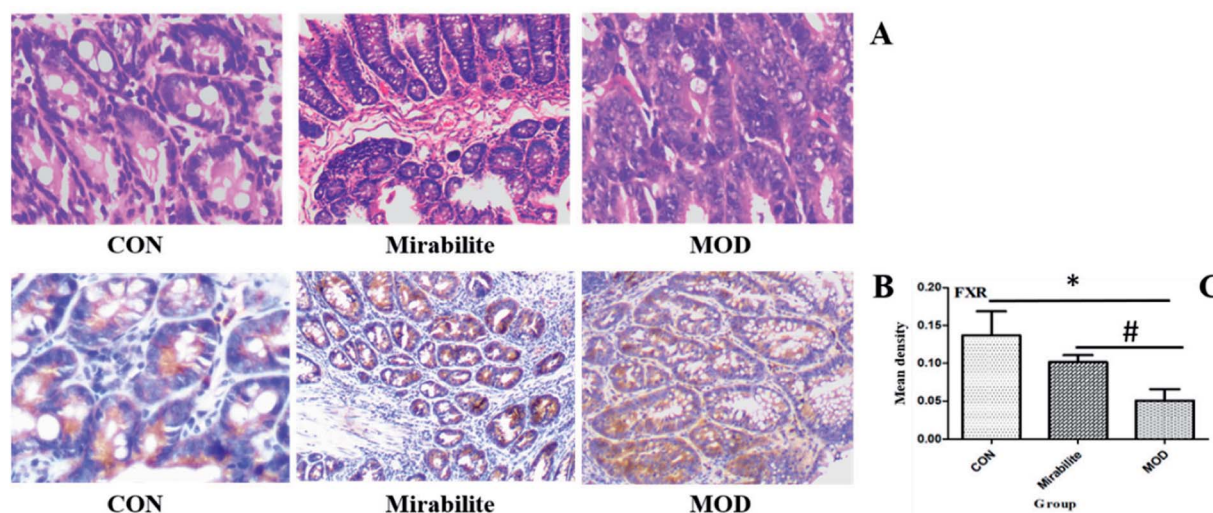 A
CON Mirabilite MOD
B
C
FXR
*
#
0.20
0.15
0.10
0.05
0.00
Mean density
CON Mirabilite MOD
Group
CON Mirabilite MOD